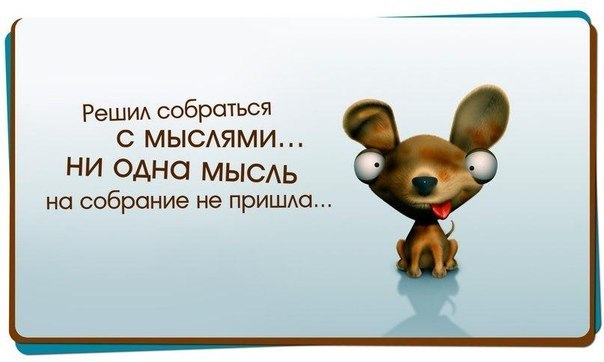 Решил собраться
с мыслями...
ни одна мысль
на собрание не пришла...